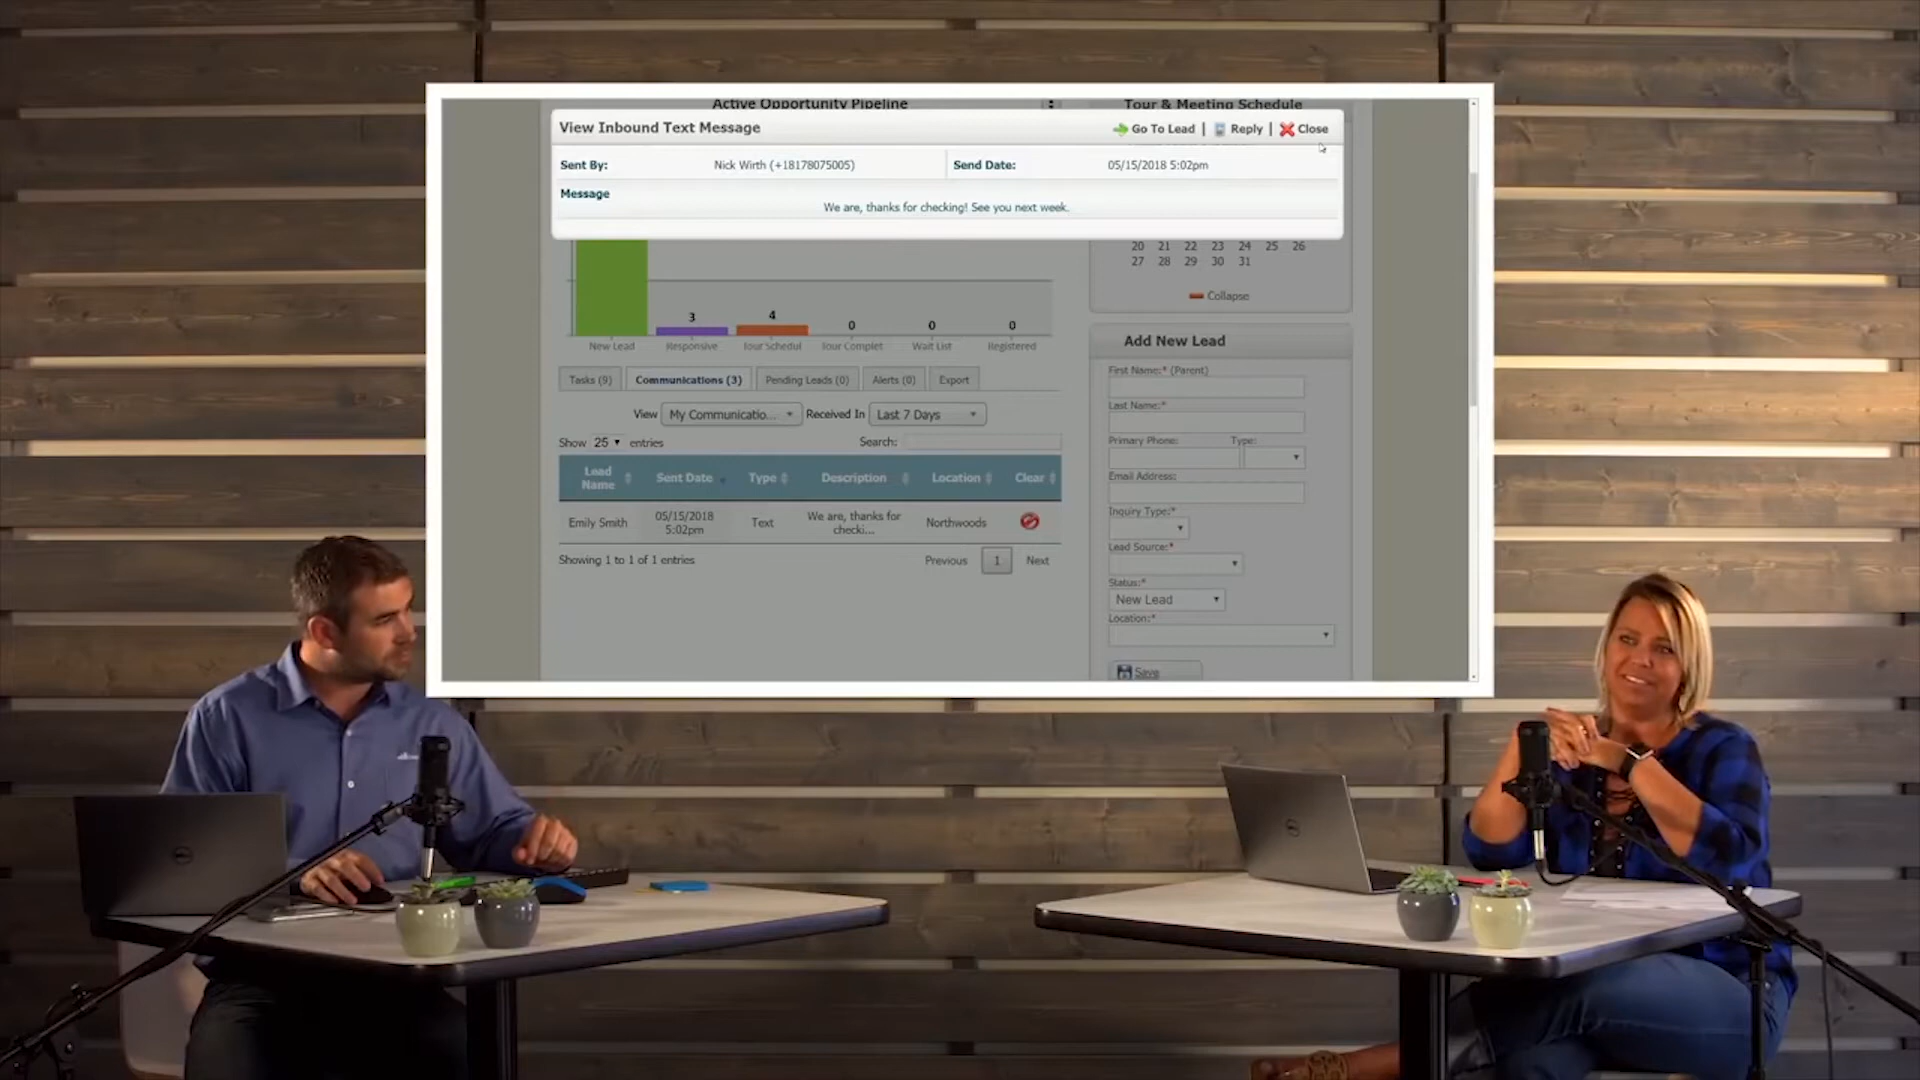 Active Opportunity Pipeline
Tour & Meeting Schedule
View Inbound Text Message
Go To Lead | Reply | Close
Sent By: Nick Wirth (+18178075005) Send Date: 05/15/2018 5:02pm
Message
We are, thanks for checking! See you next week.
20 21 22 23 24 25 26
27 28 29 30 31
Collapse
3 4 0 0 0
New Lead Responsive Tour Schedul Tour Complet Wait List Registered
Tasks (9) Communications (3) Pending Leads (0) Alerts (0) Export
View My Communicatio... Received In Last 7 Days
Show 25 entries Search:
Lead Name Sent Date Type Description Location Clear
Emily Smith 05/15/2018 5:02pm Text We are, thanks for checki... Northwoods
Showing 1 to 1 of 1 entries Previous 1 Next
Add New Lead
First Name:* (Parent)
Last Name:*
Primary Phone: Type:
Email Address:
Inquiry Type:*
Lead Source:*
Status:*
New Lead
Location:*
Save
DELL
DELL